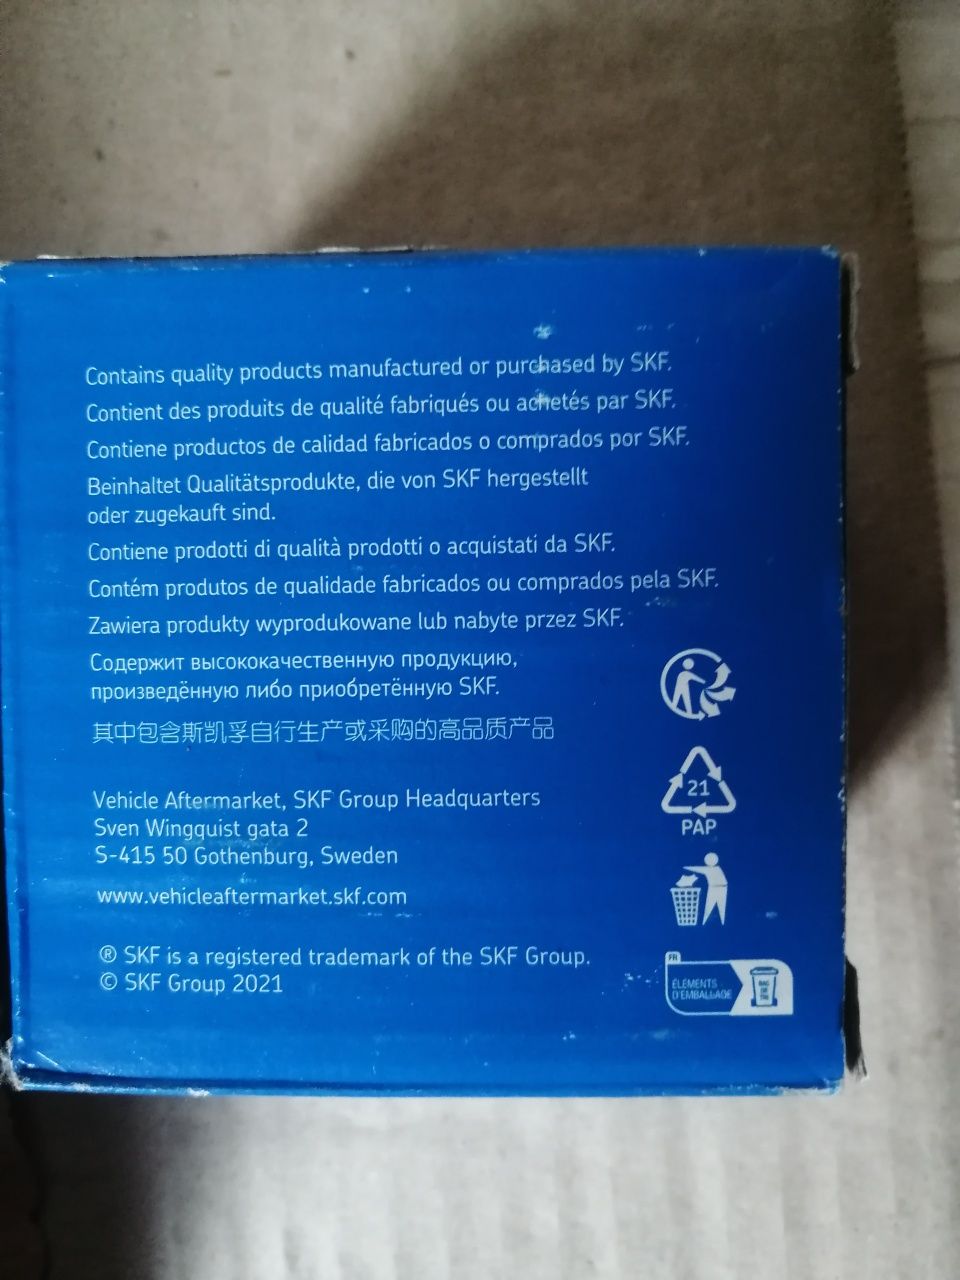 Contains quality products manufactured or purchased by SKF.
Contient des produits de qualité fabriqués ou achetés par SKF.
Contiene productos de calidad fabricados o comprados por SKF.
Beinhaltet Qualitätsprodukte, die von SKF hergestellt
oder zugekauft sind.
Contiene prodotti di qualità prodotti o acquistati da SKF.
Contém produtos de qualidade fabricados ou comprados pela SKF.
Zawiera produkty wyprodukowane lub nabyte przez SKF.
Содержит высококачественную продукцию,
произведённую либо приобретённую SKF.
其中包含斯凯孚自行生产或采购的高品质产品
Vehicle Aftermarket, SKF Group Headquarters
Sven Wingquist gata 2
S-415 50 Gothenburg, Sweden
www.vehicleaftermarket.skf.com
® SKF is a registered trademark of the SKF Group.
© SKF Group 2021
21
PAP
FR
ÉLÉMENTS
D'EMBALLAGE
BAC
DE
TRI